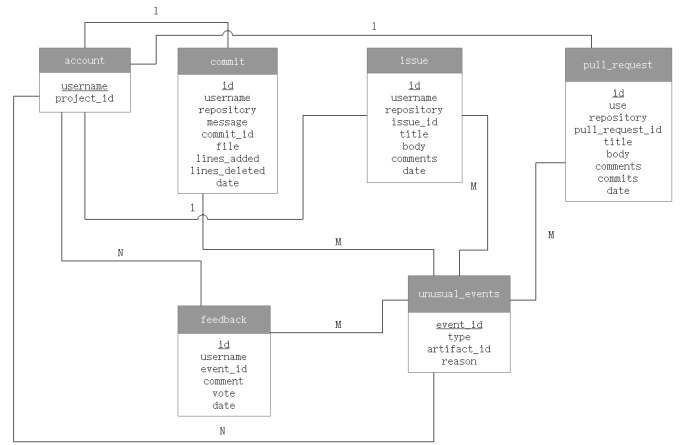 1
1
account
username
project_id
commit
id
username
repository
message
commit_id
file
lines_added
lines_deleted
date
issue
id
username
repository
issue_id
title
body
comments
date
pull_request
id
use
repository
pull_request_id
title
body
comments
commits
date
1
M
M
M
N
M
feedback
id
username
event_id
comment
vote
date
unusual_events
event_id
type
artifact_id
reason
N